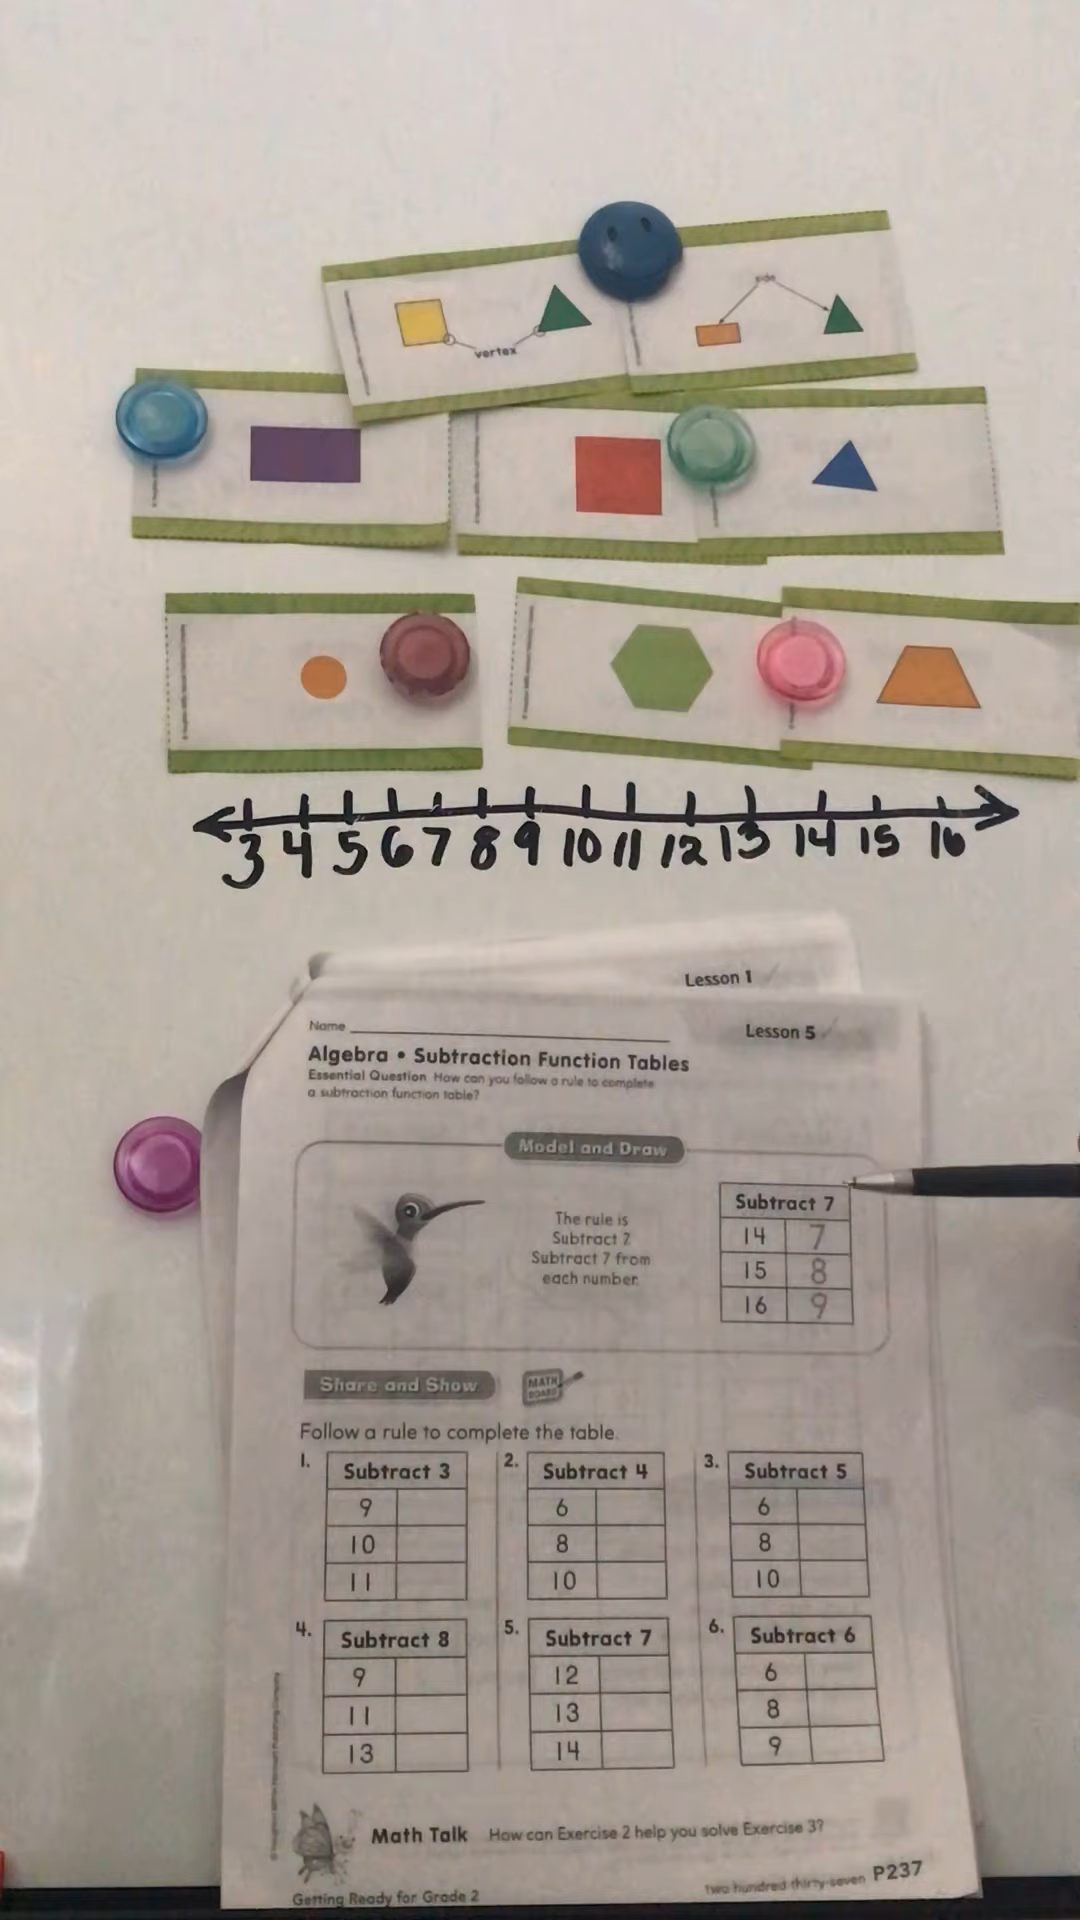 side
vertex
3 4 5 6 7 8 9 10 11 12 13 14 15 16
Lesson 1
Name
Lesson 5
Algebra • Subtraction Function Tables
Essential Question How can you follow a rule to complete
a subtraction function table?
Model and Draw
The rule is
Subtract 7.
Subtract 7 from
each number.
Subtract 7
14 7
15 8
16 9
Share and Show
MATH
BOARD
Follow a rule to complete the table.
1.
Subtract 3
9
10
11
2.
Subtract 4
6
8
10
3.
Subtract 5
6
8
10
4.
Subtract 8
9
11
13
5.
Subtract 7
12
13
14
6.
Subtract 6
6
8
9
Math Talk How can Exercise 2 help you solve Exercise 3?
Getting Ready for Grade 2
two hundred thirty-seven P237